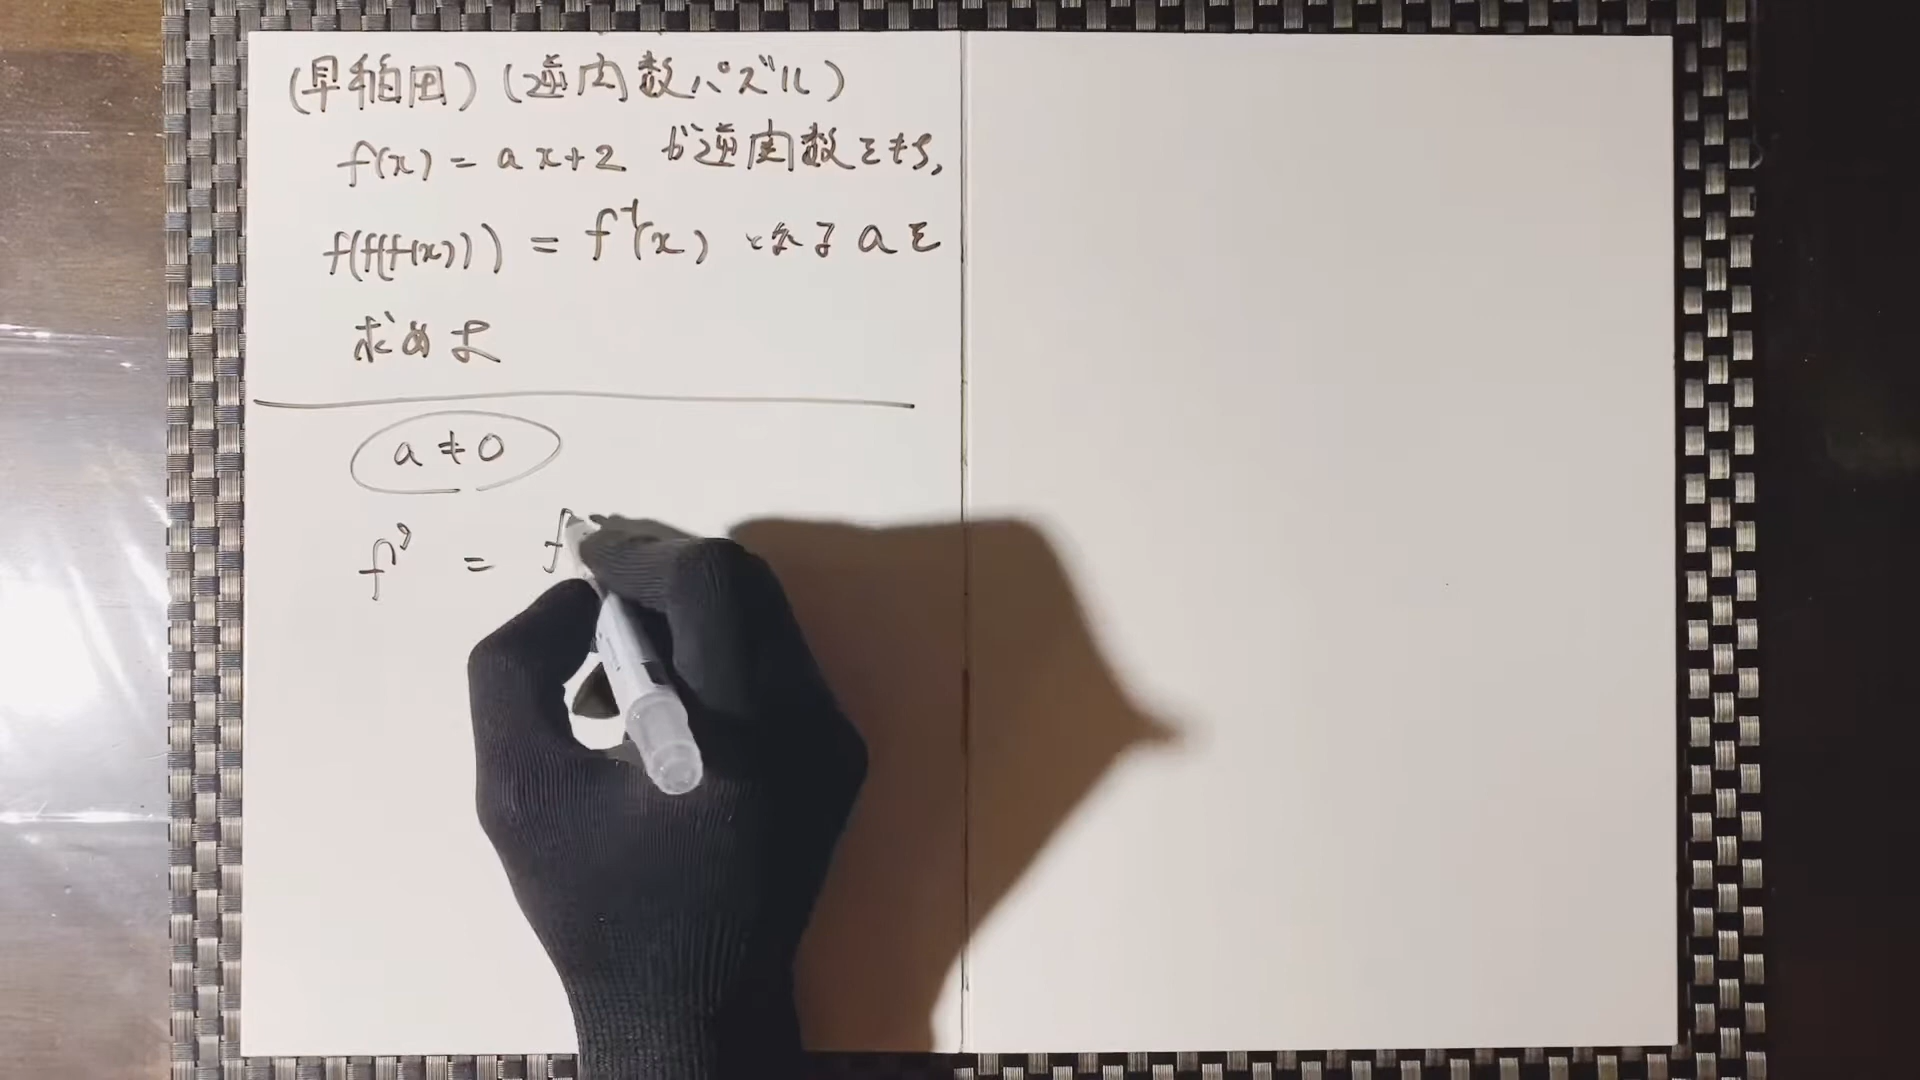 (早稲田)(逆関数パズル)
f(x) = ax+2 が逆関数をもち,
f(f(f(x))) = f⁻¹(x) となる a を
求めよ
a ≠ 0
f³ = f